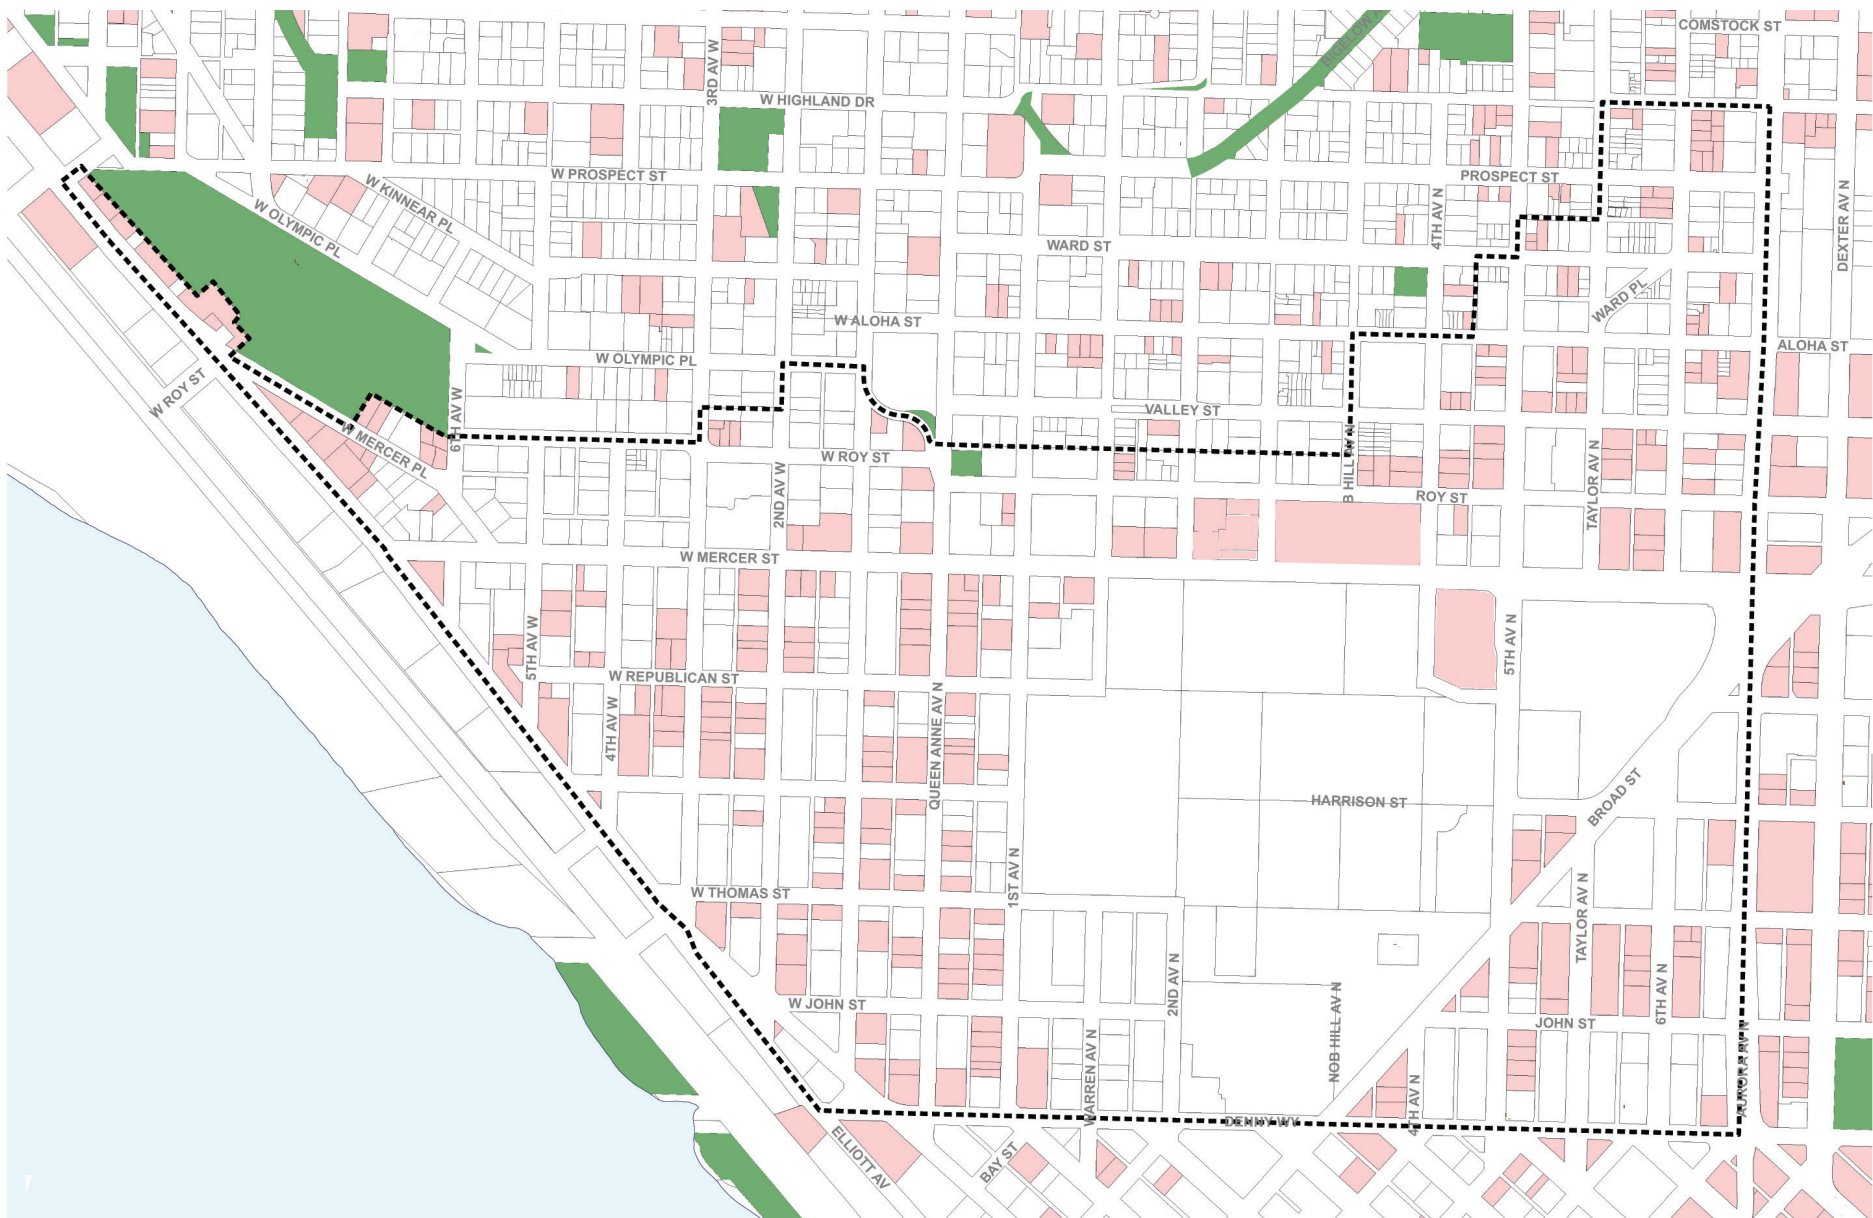 COMSTOCK ST
BIGELOW
3RD AV W
W HIGHLAND DR
W PROSPECT ST
PROSPECT ST
W KINNEAR PL
W OLYMPIC PL
4TH AV N
DEXTER AV N
WARD ST
WARD PL
W ALOHA ST
ALOHA ST
W OLYMPIC PL
W ROY ST
VALLEY ST
6TH AV W
W MERCER PL
W ROY ST
B HILL AV N
TAYLOR AV N
2ND AV W
ROY ST
W MERCER ST
5TH AV W
5TH AV N
W REPUBLICAN ST
4TH AV W
QUEEN ANNE AV N
HARRISON ST
BROAD ST
1ST AV N
W THOMAS ST
TAYLOR AV N
2ND AV N
6TH AV N
W JOHN ST
NOB HILL AV N
JOHN ST
WARREN AV N
4TH AV N
AURORA AV N
DENNY WY
ELLIOTT AV
BAY ST